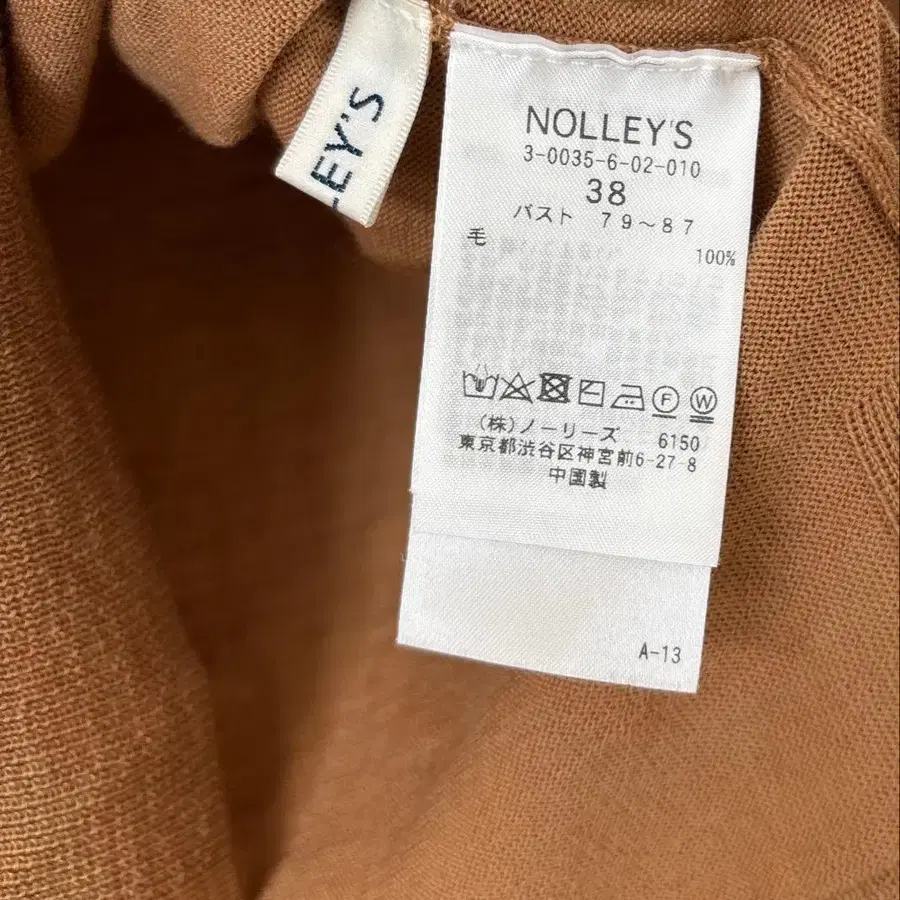 LEY'S
NOLLEY'S
3-0035-6-02-010
38
バスト 79～87
毛 100%
F W
(株)ノーリーズ 6150
東京都渋谷区神宮前6-27-8
中国製
A-13